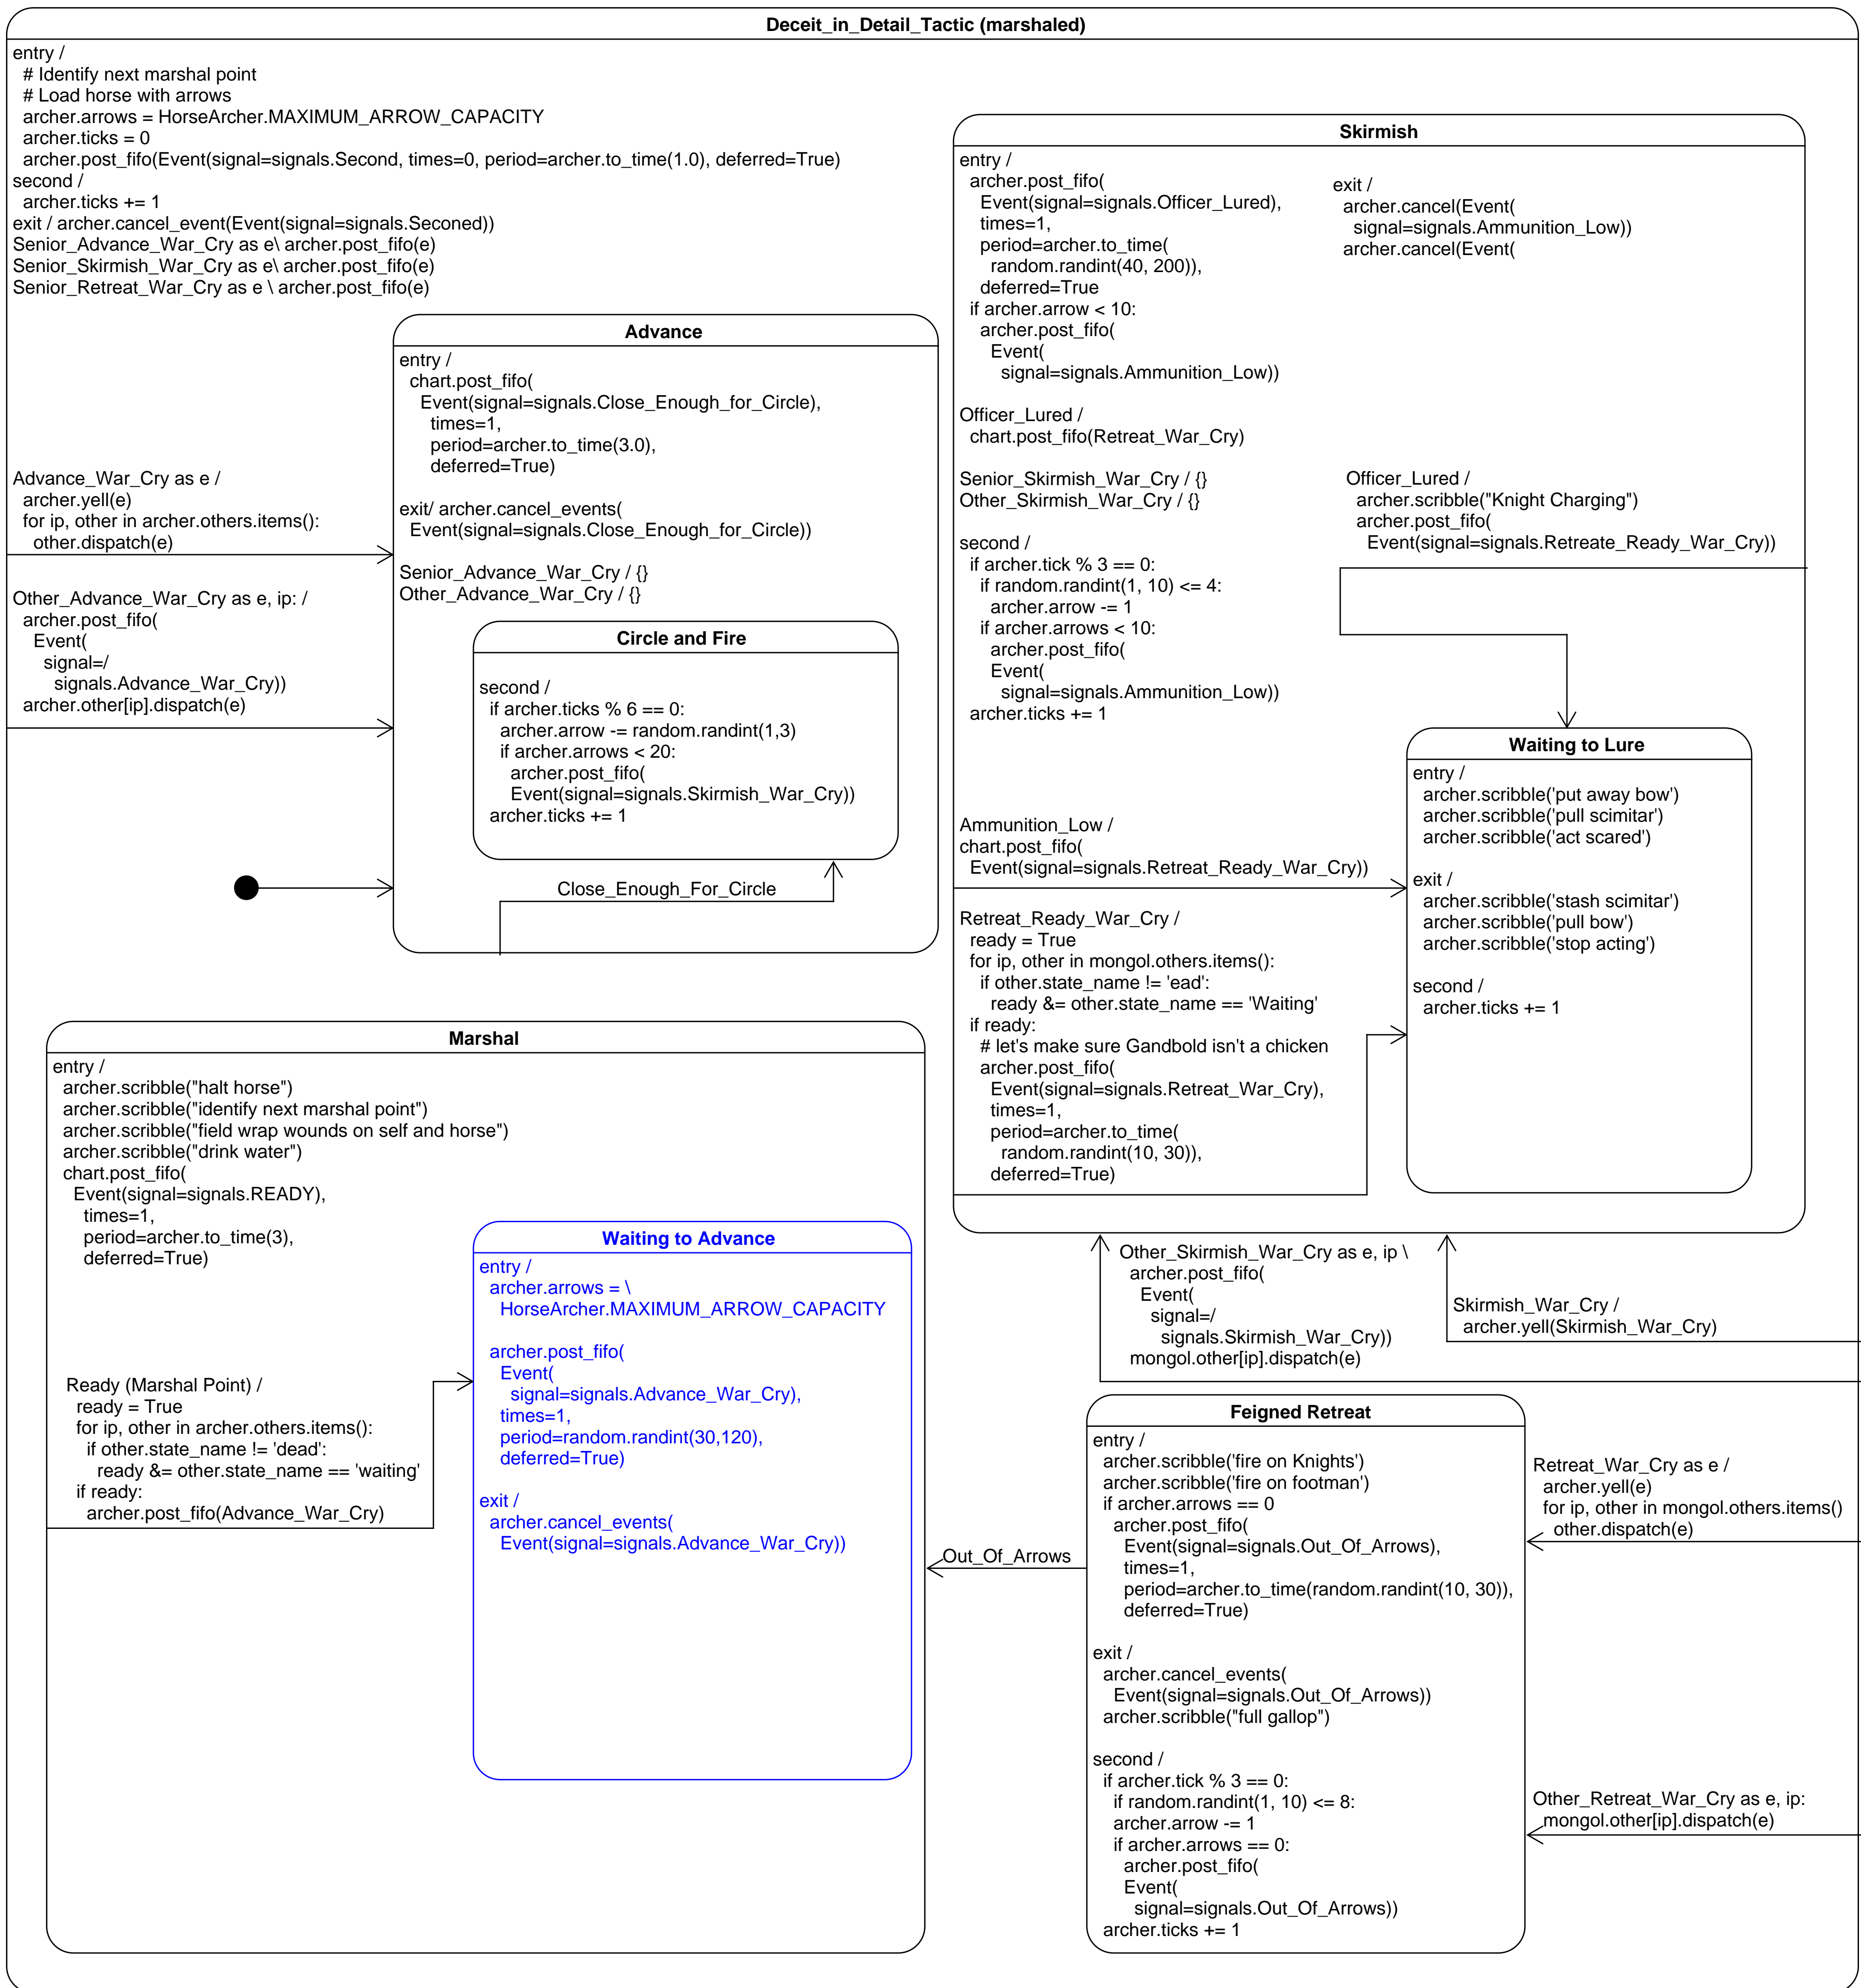 Deceit_in_Detail_Tactic (marshaled)
entry /
# Identify next marshal point
# Load horse with arrows
archer.arrows = HorseArcher.MAXIMUM_ARROW_CAPACITY
archer.ticks = 0
archer.post_fifo(Event(signal=signals.Second, times=0, period=archer.to_time(1.0), deferred=True)
second /
archer.ticks += 1
exit / archer.cancel_event(Event(signal=signals.Seconed))
Senior_Advance_War_Cry as e\ archer.post_fifo(e)
Senior_Skirmish_War_Cry as e\ archer.post_fifo(e)
Senior_Retreat_War_Cry as e \ archer.post_fifo(e)
Advance_War_Cry as e /
archer.yell(e)
for ip, other in archer.others.items():
other.dispatch(e)
Other_Advance_War_Cry as e, ip: /
archer.post_fifo(
Event(
signal=/
signals.Advance_War_Cry))
archer.other[ip].dispatch(e)
Advance
entry /
chart.post_fifo(
Event(signal=signals.Close_Enough_for_Circle),
times=1,
period=archer.to_time(3.0),
deferred=True)
exit/ archer.cancel_events(
Event(signal=signals.Close_Enough_for_Circle))
Senior_Advance_War_Cry / {}
Other_Advance_War_Cry / {}
Circle and Fire
second /
if archer.ticks % 6 == 0:
archer.arrow -= random.randint(1,3)
if archer.arrows < 20:
archer.post_fifo(
Event(signal=signals.Skirmish_War_Cry))
archer.ticks += 1
Close_Enough_For_Circle
Skirmish
entry /
archer.post_fifo(
Event(signal=signals.Officer_Lured),
times=1,
period=archer.to_time(
random.randint(40, 200)),
deferred=True
if archer.arrow < 10:
archer.post_fifo(
Event(
signal=signals.Ammunition_Low))
exit /
archer.cancel(Event(
signal=signals.Ammunition_Low))
archer.cancel(Event(
Officer_Lured /
chart.post_fifo(Retreat_War_Cry)
Senior_Skirmish_War_Cry / {}
Other_Skirmish_War_Cry / {}
second /
if archer.tick % 3 == 0:
if random.randint(1, 10) <= 4:
archer.arrow -= 1
if archer.arrows < 10:
archer.post_fifo(
Event(
signal=signals.Ammunition_Low))
archer.ticks += 1
Officer_Lured /
archer.scribble("Knight Charging")
archer.post_fifo(
Event(signal=signals.Retreate_Ready_War_Cry))
Ammunition_Low /
chart.post_fifo(
Event(signal=signals.Retreat_Ready_War_Cry))
Retreat_Ready_War_Cry /
ready = True
for ip, other in mongol.others.items():
if other.state_name != 'ead':
ready &= other.state_name == 'Waiting'
if ready:
# let's make sure Gandbold isn't a chicken
archer.post_fifo(
Event(signal=signals.Retreat_War_Cry),
times=1,
period=archer.to_time(
random.randint(10, 30)),
deferred=True)
Waiting to Lure
entry /
archer.scribble('put away bow')
archer.scribble('pull scimitar')
archer.scribble('act scared')
exit /
archer.scribble('stash scimitar')
archer.scribble('pull bow')
archer.scribble('stop acting')
second /
archer.ticks += 1
Marshal
entry /
archer.scribble("halt horse")
archer.scribble("identify next marshal point")
archer.scribble("field wrap wounds on self and horse")
archer.scribble("drink water")
chart.post_fifo(
Event(signal=signals.READY),
times=1,
period=archer.to_time(3),
deferred=True)
Ready (Marshal Point) /
ready = True
for ip, other in archer.others.items():
if other.state_name != 'dead':
ready &= other.state_name == 'waiting'
if ready:
archer.post_fifo(Advance_War_Cry)
Waiting to Advance
entry /
archer.arrows = \
HorseArcher.MAXIMUM_ARROW_CAPACITY
archer.post_fifo(
Event(
signal=signals.Advance_War_Cry),
times=1,
period=random.randint(30,120),
deferred=True)
exit /
archer.cancel_events(
Event(signal=signals.Advance_War_Cry))
Other_Skirmish_War_Cry as e, ip \
archer.post_fifo(
Event(
signal=/
signals.Skirmish_War_Cry))
mongol.other[ip].dispatch(e)
Skirmish_War_Cry /
archer.yell(Skirmish_War_Cry)
Out_Of_Arrows
Feigned Retreat
entry /
archer.scribble('fire on Knights')
archer.scribble('fire on footman')
if archer.arrows == 0
archer.post_fifo(
Event(signal=signals.Out_Of_Arrows),
times=1,
period=archer.to_time(random.randint(10, 30)),
deferred=True)
exit /
archer.cancel_events(
Event(signal=signals.Out_Of_Arrows))
archer.scribble("full gallop")
second /
if archer.tick % 3 == 0:
if random.randint(1, 10) <= 8:
archer.arrow -= 1
if archer.arrows == 0:
archer.post_fifo(
Event(
signal=signals.Out_Of_Arrows))
archer.ticks += 1
Retreat_War_Cry as e /
archer.yell(e)
for ip, other in mongol.others.items()
other.dispatch(e)
Other_Retreat_War_Cry as e, ip:
mongol.other[ip].dispatch(e)